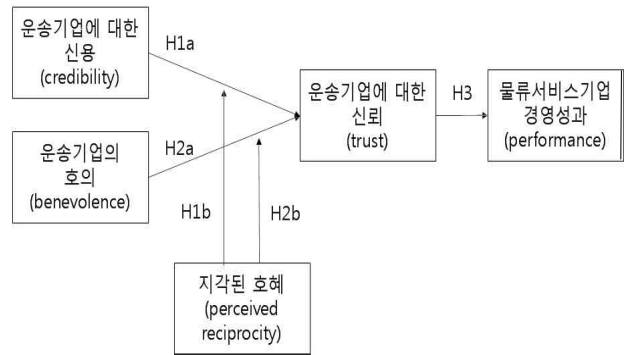 운송기업에 대한
신용
(credibility)
H1a
운송기업에 대한
신뢰
(trust)
H3
물류서비스기업
경영성과
(performance)
운송기업의
호의
(benevolence)
H2a
H1b
H2b
지각된 호혜
(perceived
reciprocity)